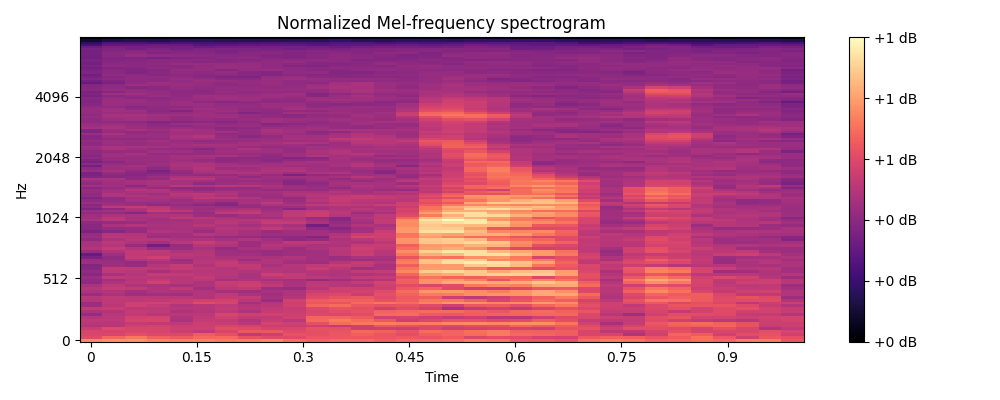 Normalized Mel-frequency spectrogram
Hz
4096
2048
1024
512
0
0 0.15 0.3 0.45 0.6 0.75 0.9
Time
+1 dB
+1 dB
+1 dB
+0 dB
+0 dB
+0 dB